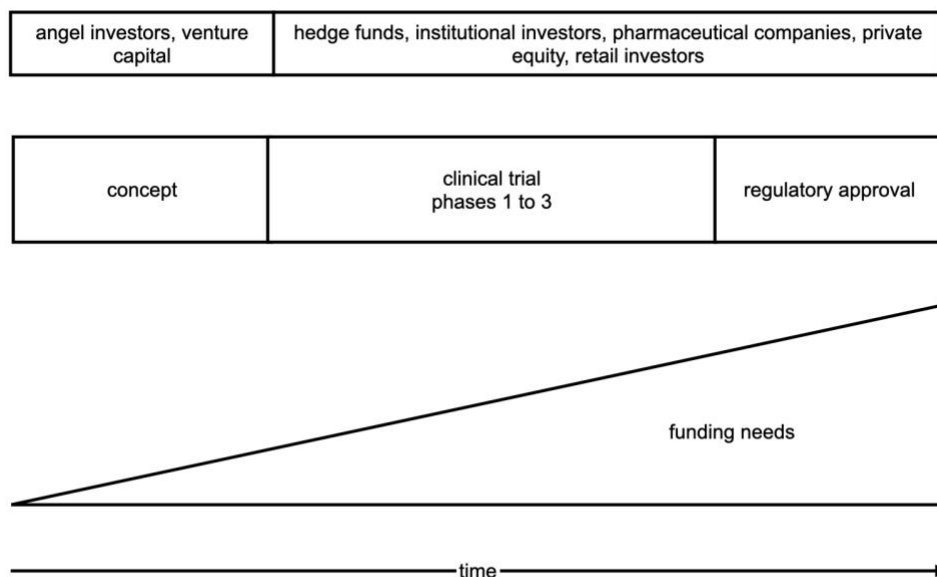 angel investors, venture
capital
hedge funds, institutional investors, pharmaceutical companies, private
equity, retail investors
concept
clinical trial
phases 1 to 3
regulatory approval
funding needs
time